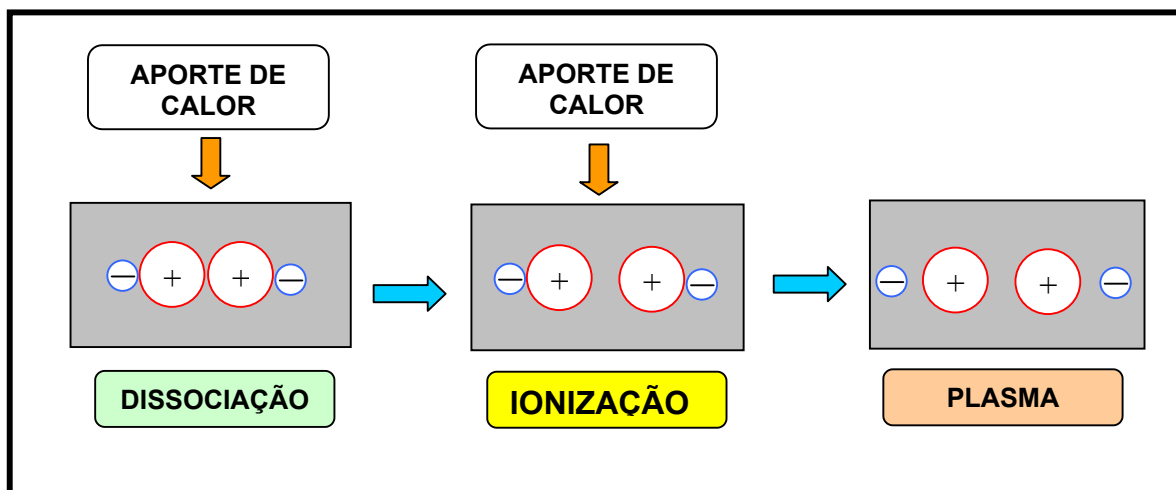 APORTE DE
CALOR
APORTE DE
CALOR
— + + —
— + + —
— + + —
DISSOCIAÇÃO
IONIZAÇÃO
PLASMA